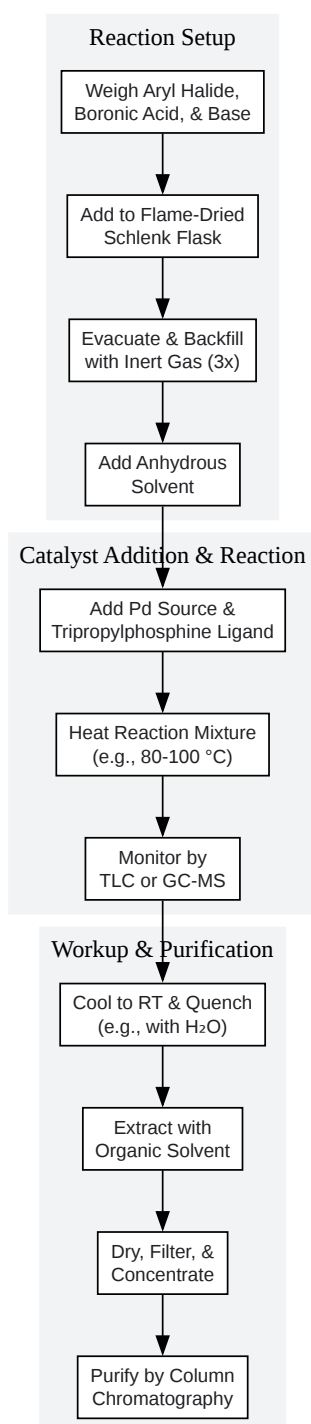 Reaction Setup
Weigh Aryl Halide,
Boronic Acid, & Base
Add to Flame-Dried
Schlenk Flask
Evacuate & Backfill
with Inert Gas (3x)
Add Anhydrous
Solvent
Catalyst Addition & Reaction
Add Pd Source &
Tripropylphosphine Ligand
Heat Reaction Mixture
(e.g., 80-100 °C)
Monitor by
TLC or GC-MS
Workup & Purification
Cool to RT & Quench
(e.g., with H₂O)
Extract with
Organic Solvent
Dry, Filter, &
Concentrate
Purify by Column
Chromatography